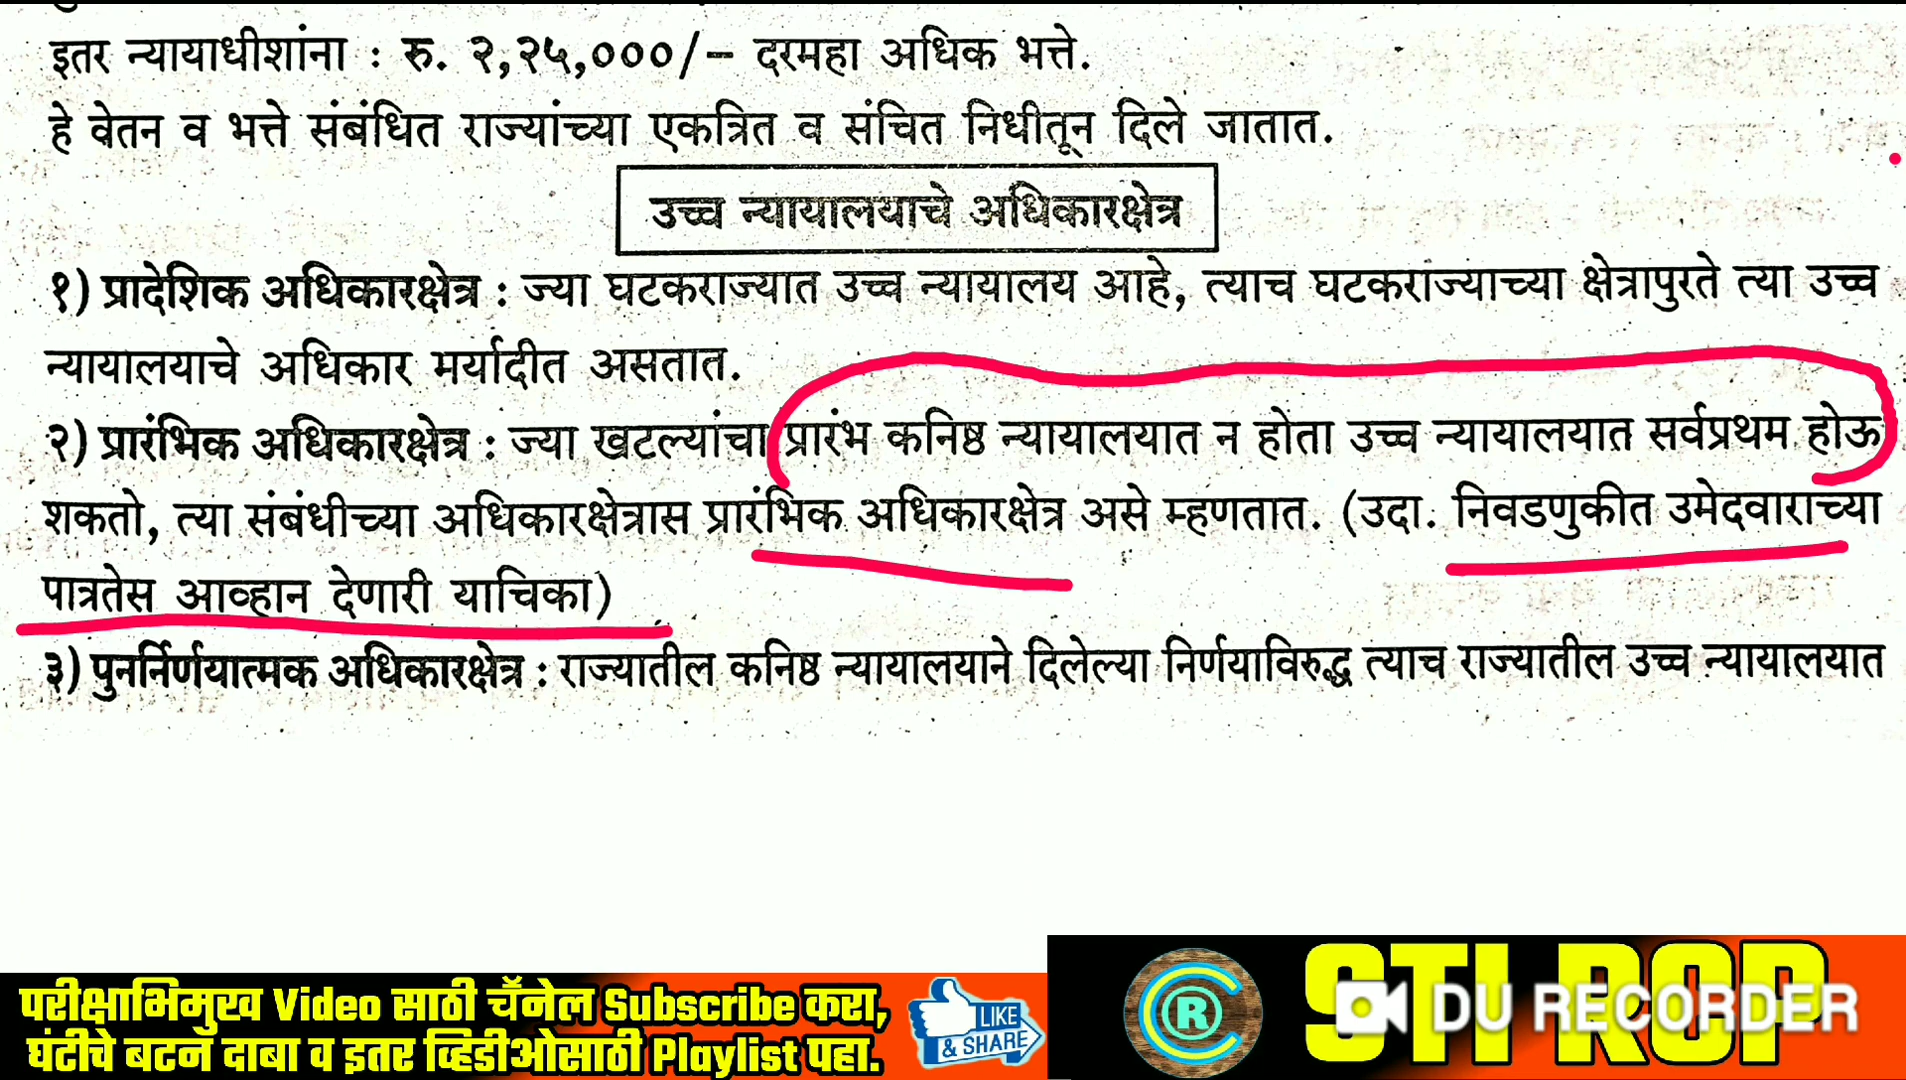 इतर न्यायाधीशांना : रु. २,२५,०००/– दरमहा अधिक भत्ते.
हे वेतन व भत्ते संबंधित राज्यांच्या एकत्रित व संचित निधीतून दिले जातात.
उच्च न्यायालयाचे अधिकारक्षेत्र
१) प्रादेशिक अधिकारक्षेत्र : ज्या घटकराज्यात उच्च न्यायालय आहे, त्याच घटकराज्याच्या क्षेत्रापुरते त्या उच्च
न्यायालयाचे अधिकार मर्यादीत असतात.
२) प्रारंभिक अधिकारक्षेत्र : ज्या खटल्यांचा प्रारंभ कनिष्ठ न्यायालयात न होता उच्च न्यायालयात सर्वप्रथम होऊ
शकतो, त्या संबंधीच्या अधिकारक्षेत्रास प्रारंभिक अधिकारक्षेत्र असे म्हणतात. (उदा. निवडणुकीत उमेदवाराच्या
पात्रतेस आव्हान देणारी याचिका)
३) पुनर्निर्णयात्मक अधिकारक्षेत्र : राज्यातील कनिष्ठ न्यायालयाने दिलेल्या निर्णयाविरुद्ध त्याच राज्यातील उच्च न्यायालयात
परीक्षाभिमुख Video साठी चॅनेल Subscribe करा,
घंटीचे बटन दाबा व इतर व्हिडीओसाठी Playlist पहा.
LIKE
& SHARE
C R
STI ROP
DU RECORDER